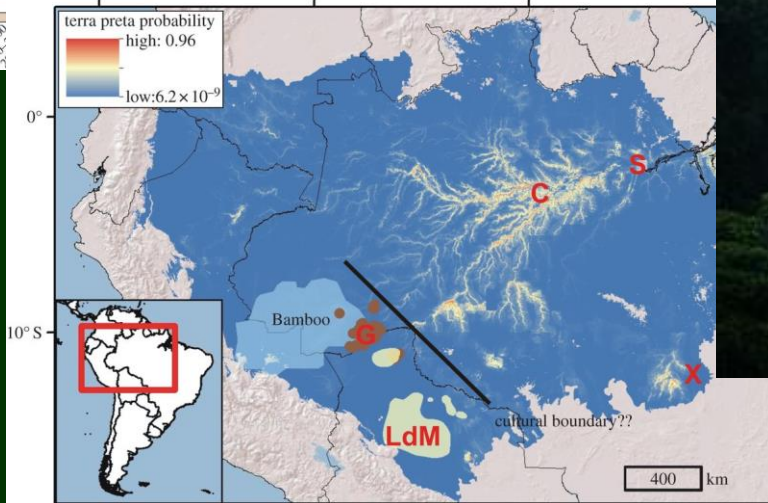 terra preta probability
high: 0.96
low:6.2 × 10⁻⁹
0°
S
C
Bamboo
G
10° S
X
cultural boundary??
LdM
400 km